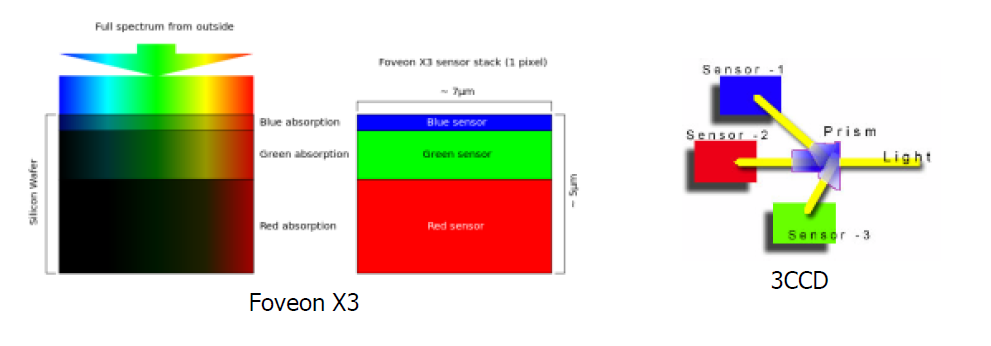 Full spectrum from outside
Foveon X3 sensor stack (1 pixel)
~ 7μm
Blue absorption
Green absorption
Red absorption
Silicon Wafer
Blue sensor
Green sensor
Red sensor
~ 5μm
Foveon X3
Sensor -1
Sensor -2
Prism
Light
Sensor -3
3CCD